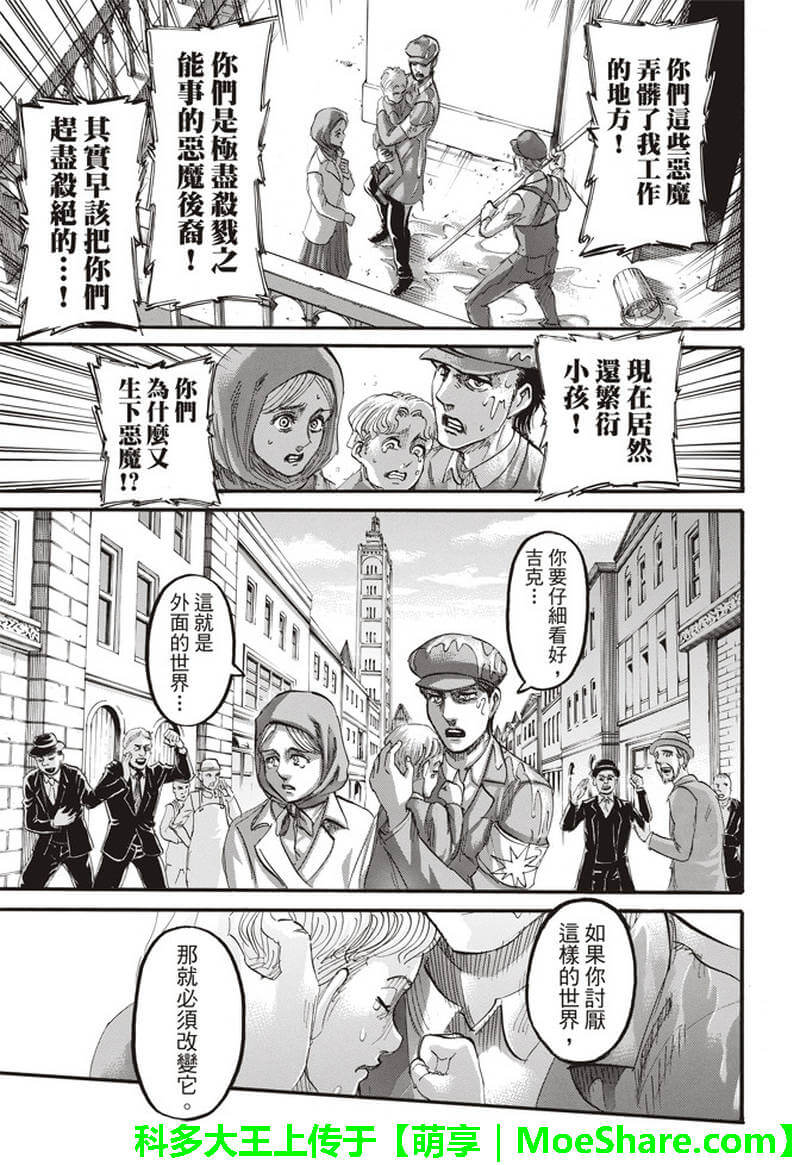 你們這些惡魔
弄髒了我工作
的地方！
你們是極盡殺戮之
能事的惡魔後裔！
其實早該把你們
趕盡殺絕的…！
現在居然
還繁衍
小孩！
你們
為什麼又
生下惡魔!?
你要仔細看好，
吉克…
這就是
外面的世界…
如果你討厭
這樣的世界，
那就必須改變它。
科多大王上传于【萌享｜MoeShare.com】